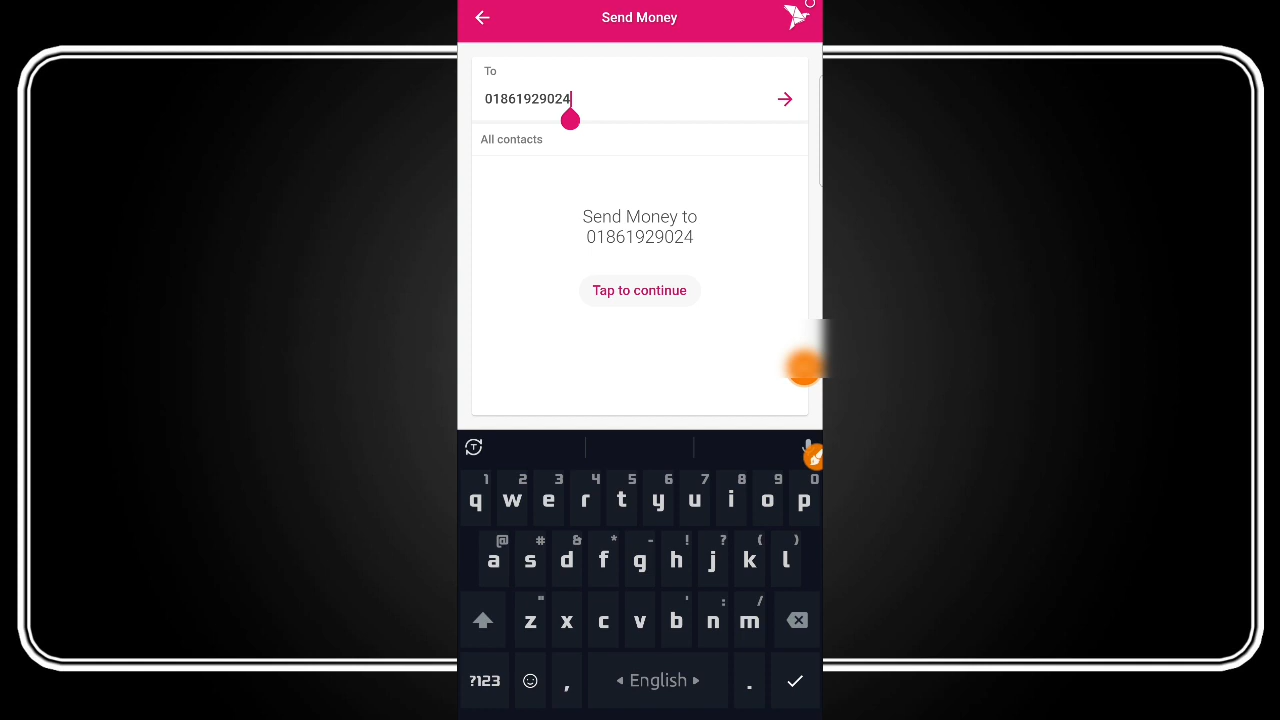 Send Money
To
01861929024
All contacts
Send Money to
01861929024
Tap to continue
1 2 3 4 5 6 7 8 9 0
q w e r t y u i o p
@ # & * - ! ? ( )
a s d f g h j k l
" ' : /
z x c v b n m
?123 , ◂ English ▸ .